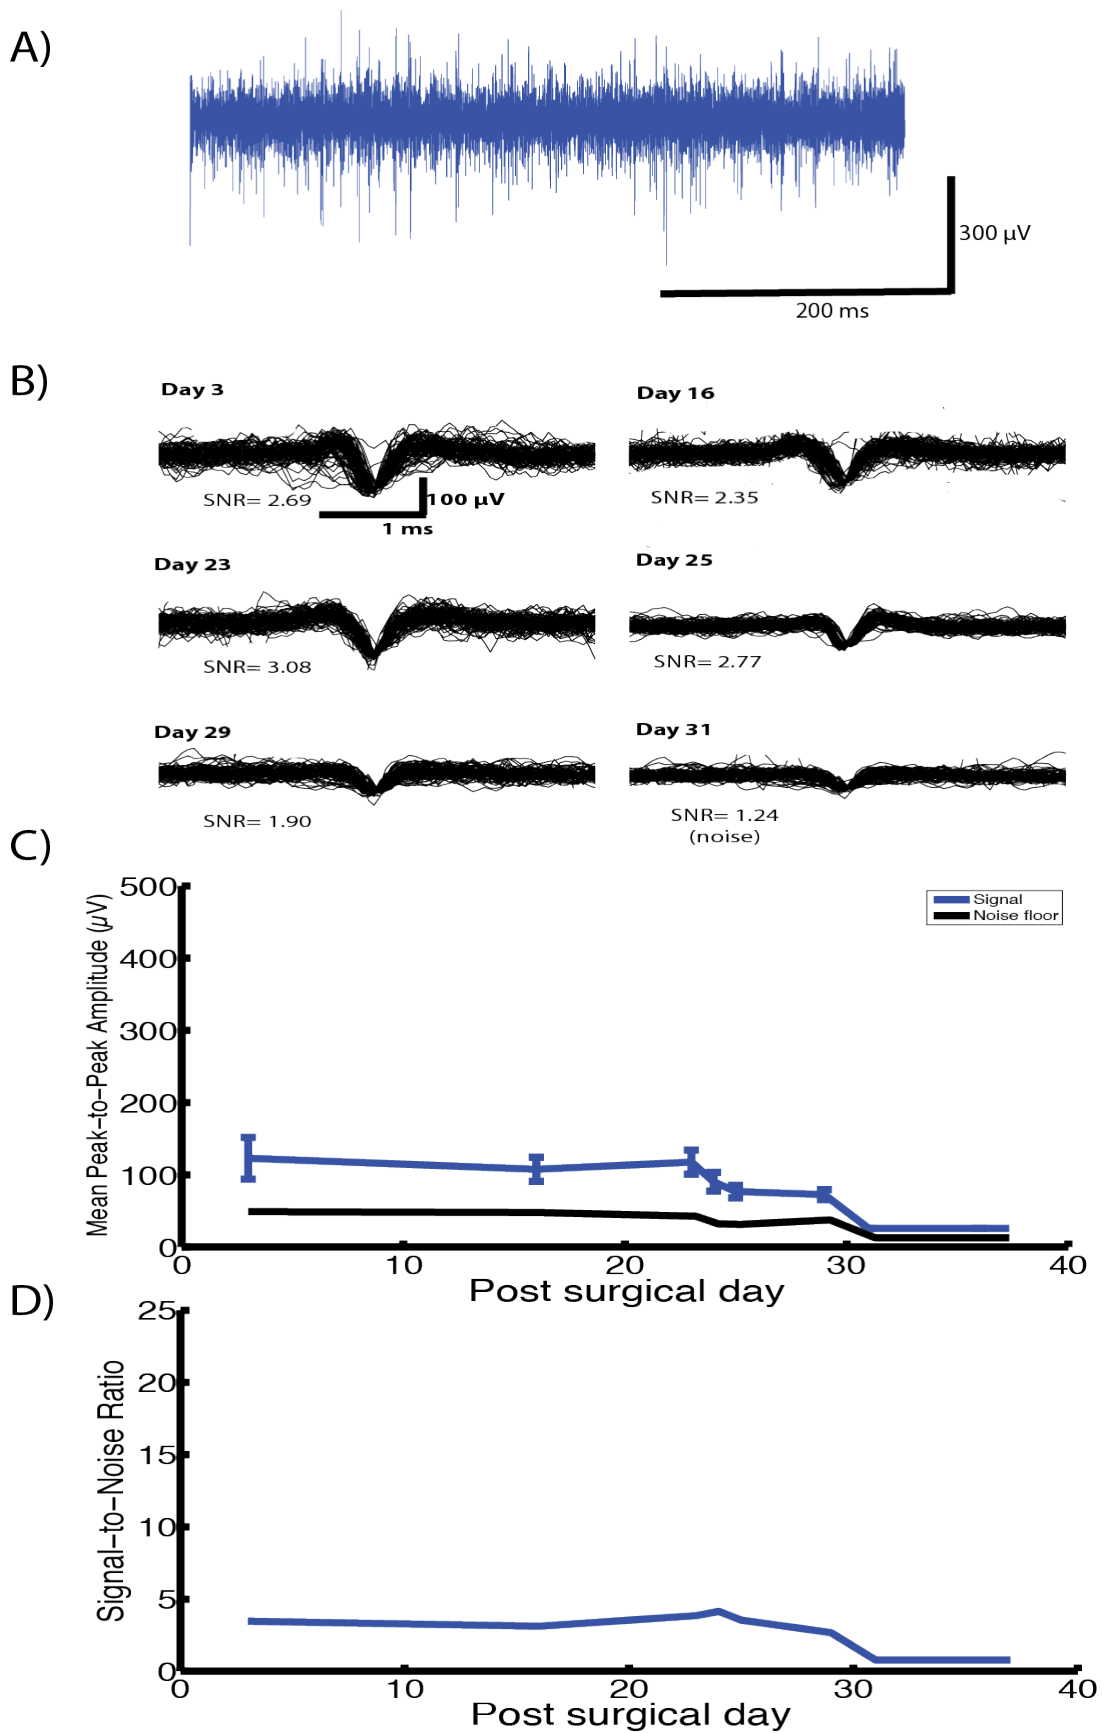 A)
300 µV
200 ms
B)
Day 3
Day 16
SNR= 2.69
100 µV
1 ms
SNR= 2.35
Day 23
Day 25
SNR= 3.08
SNR= 2.77
Day 29
Day 31
SNR= 1.90
SNR= 1.24
(noise)
C)
Mean Peak-to-Peak Amplitude (µV)
500
400
300
200
100
0
Signal
Noise floor
0 10 20 30 40
Post surgical day
D)
Signal-to-Noise Ratio
25
20
15
10
5
0
0 10 20 30 40
Post surgical day